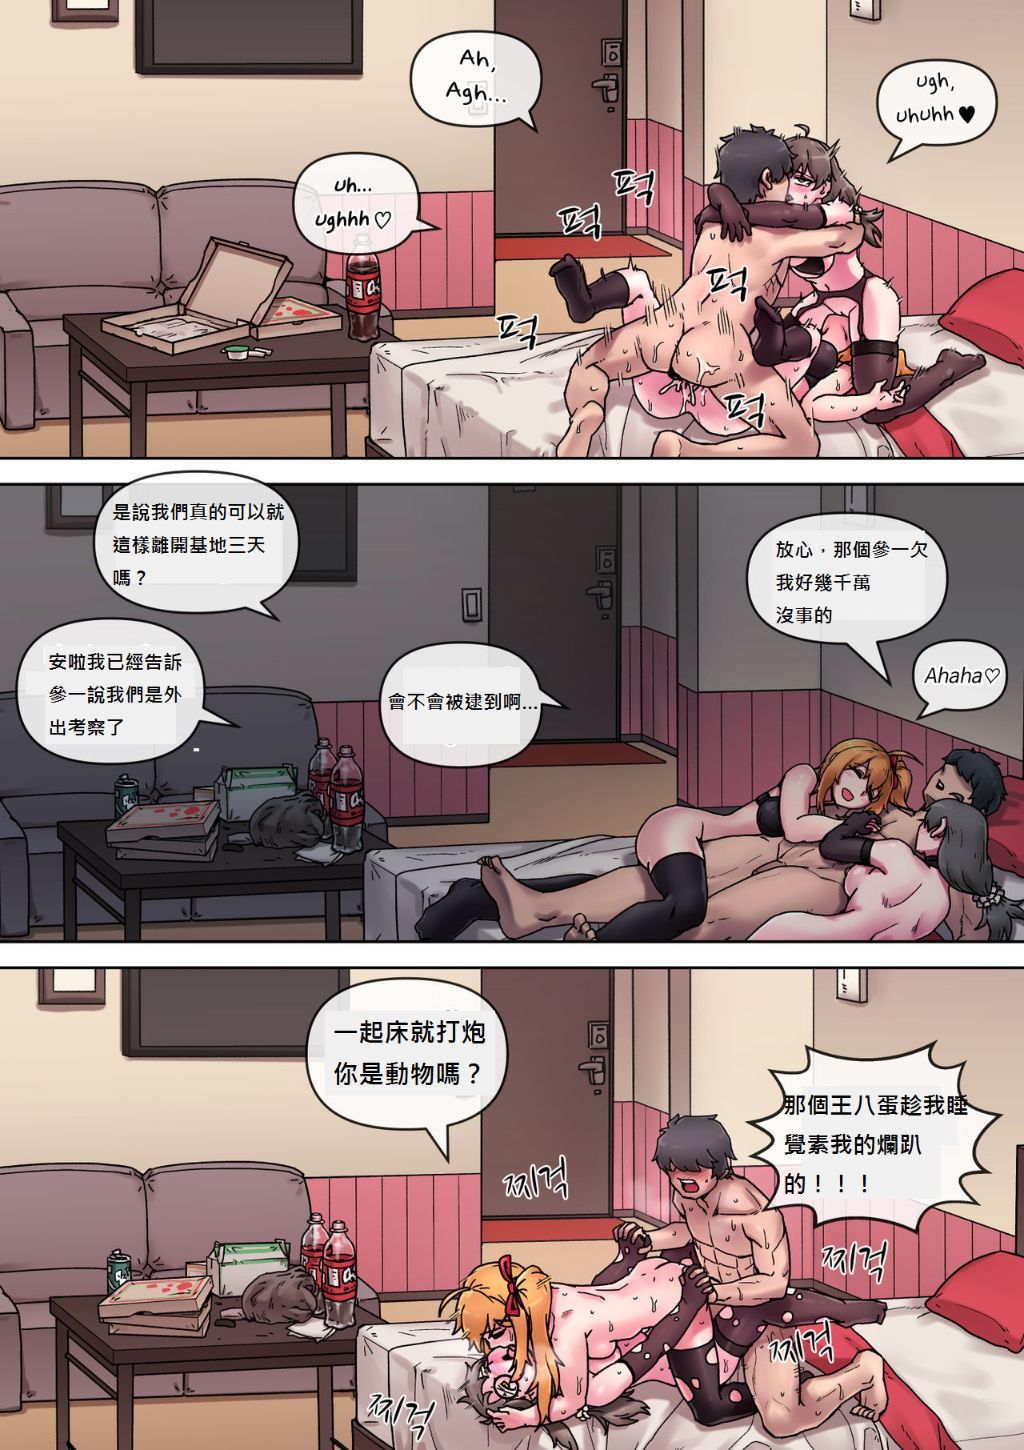 Ah,
Agh...
ugh,
uhuhh♥
uh...
ughhh♡
퍽
퍽
퍽
퍽
퍽
是說我們真的可以就
這樣離開基地三天
嗎？
放心，那個參一欠
我好幾千萬
沒事的
安啦我已經告訴
參一說我們是外
出考察了
會不會被逮到啊...
Ahaha♡
一起床就打炮
你是動物嗎？
那個王八蛋趁我睡
覺素我的爛趴
的！！！
찌걱
찌걱
찌걱
찌걱